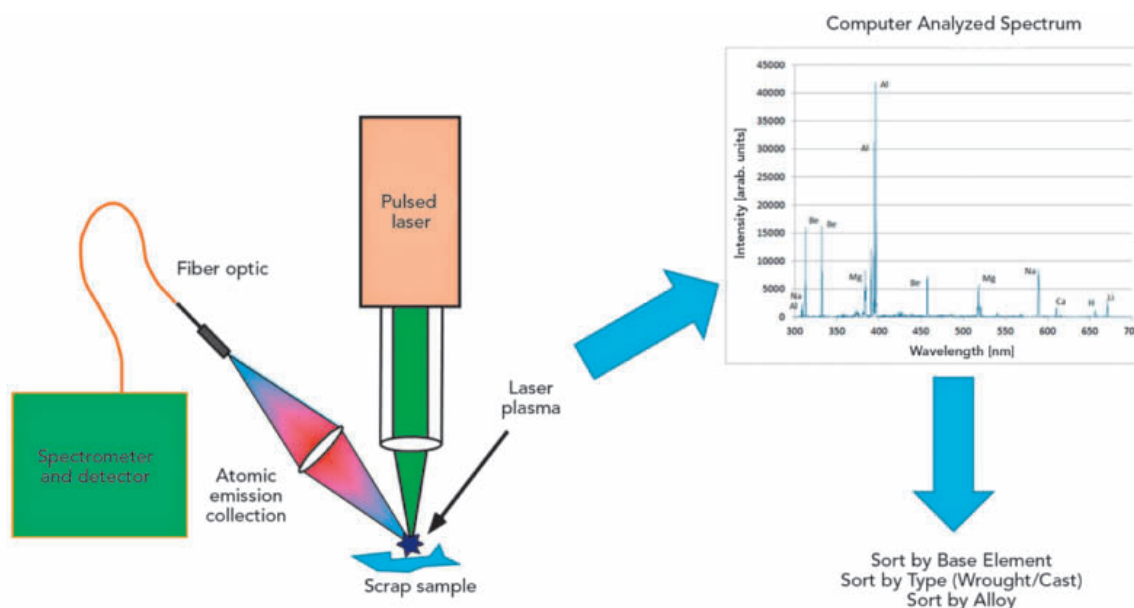 Computer Analyzed Spectrum
45000
40000
35000
30000
25000
20000
15000
10000
5000
0
Intensity [arab. units]
Al
Al
Be
Be
Mg
Be
Mg
Na
Na
Al
Ca
H
Li
300
350
400
450
500
550
600
650
700
Wavelength [nm]
Pulsed
laser
Fiber optic
Laser
plasma
Spectrometer
and detector
Atomic
emission
collection
Scrap sample
Sort by Base Element
Sort by Type (Wrought/Cast)
Sort by Alloy